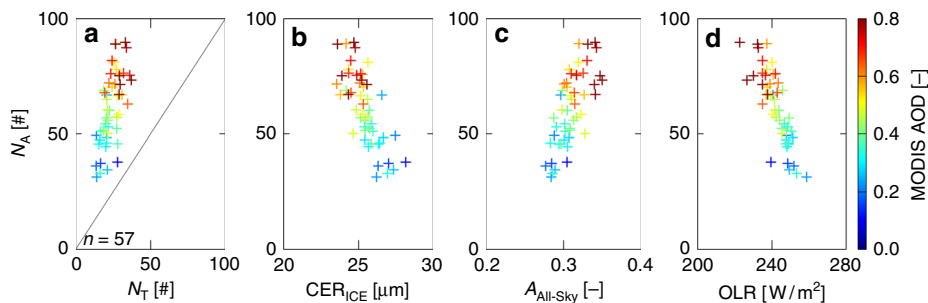 a
b
c
d
N_A [#]
100
50
0
n = 57
0 50 100
N_T [#]
100
50
0
20 25 30
CER_ICE [µm]
100
50
0
0.2 0.3 0.4
A_All-Sky [–]
100
50
0
200 240 280
OLR [W/m²]
0.8
0.6
0.4
0.2
0.0
MODIS AOD [–]